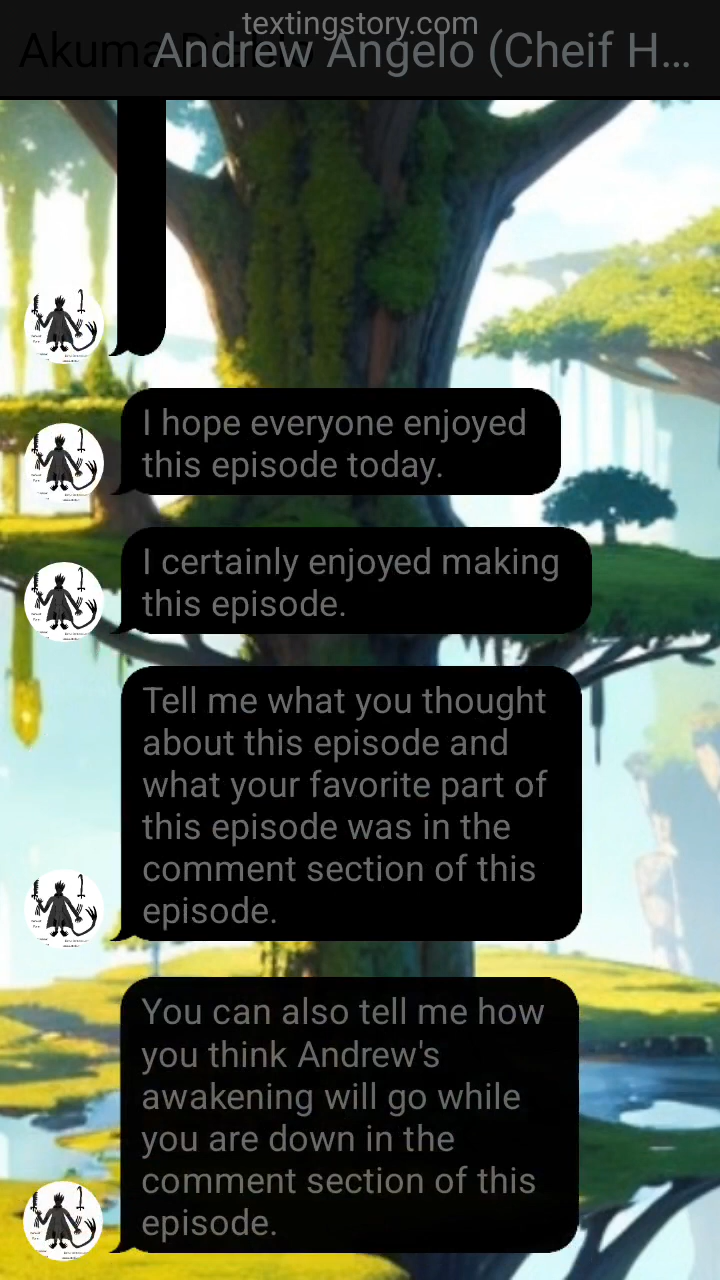 textingstory.com
Akuma Diablo Andrew Angelo (Cheif H...
I hope everyone enjoyed
this episode today.
I certainly enjoyed making
this episode.
Tell me what you thought
about this episode and
what your favorite part of
this episode was in the
comment section of this
episode.
You can also tell me how
you think Andrew's
awakening will go while
you are down in the
comment section of this
episode.